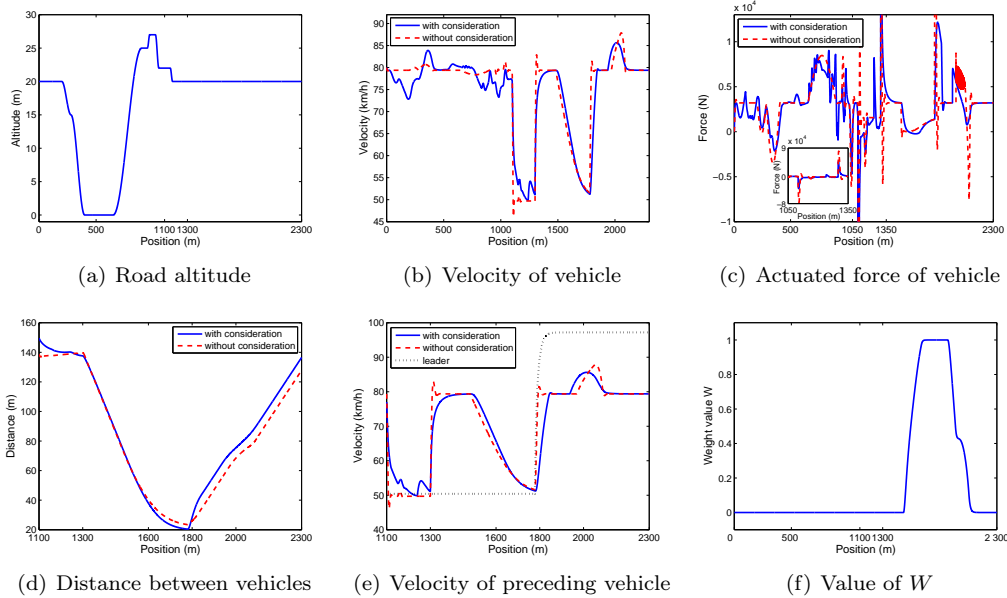 30
25
20
15
10
5
0
0
500
1100 1300
2300
Altitude (m)
Position (m)
(a) Road altitude
90
85
80
75
70
65
60
55
50
45
0
500
1100 1300
1800
2300
Velocity (km/h)
Position (m)
with consideration
without consideration
(b) Velocity of vehicle
x 10^4
1
0.5
0
−0.5
−1
0
500
1050
1350
2300
Force (N)
Position (m)
with consideration
without consideration
x 10^4
9
0
−8
1050
1350
Force (N)
Position (m)
(c) Actuated force of vehicle
160
140
120
100
80
60
40
20
1100
1300
1600
1800
2000
2300
Distance (m)
Position (m)
with consideration
without consideration
(d) Distance between vehicles
100
90
80
70
60
50
40
1100
1300
1600
1800
2000
2300
Velocity (km/h)
Position (m)
with consideration
without consideration
leader
(e) Velocity of preceding vehicle
1
0.8
0.6
0.4
0.2
0
0
500
1100 1300
2 300
Weight value W
Position (m)
(f) Value of W